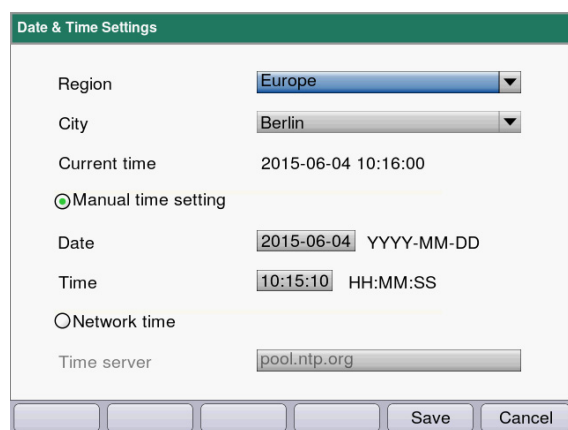 Date & Time Settings
Region Europe
City Berlin
Current time 2015-06-04 10:16:00
Manual time setting
Date 2015-06-04 YYYY-MM-DD
Time 10:15:10 HH:MM:SS
Network time
Time server pool.ntp.org
Save Cancel